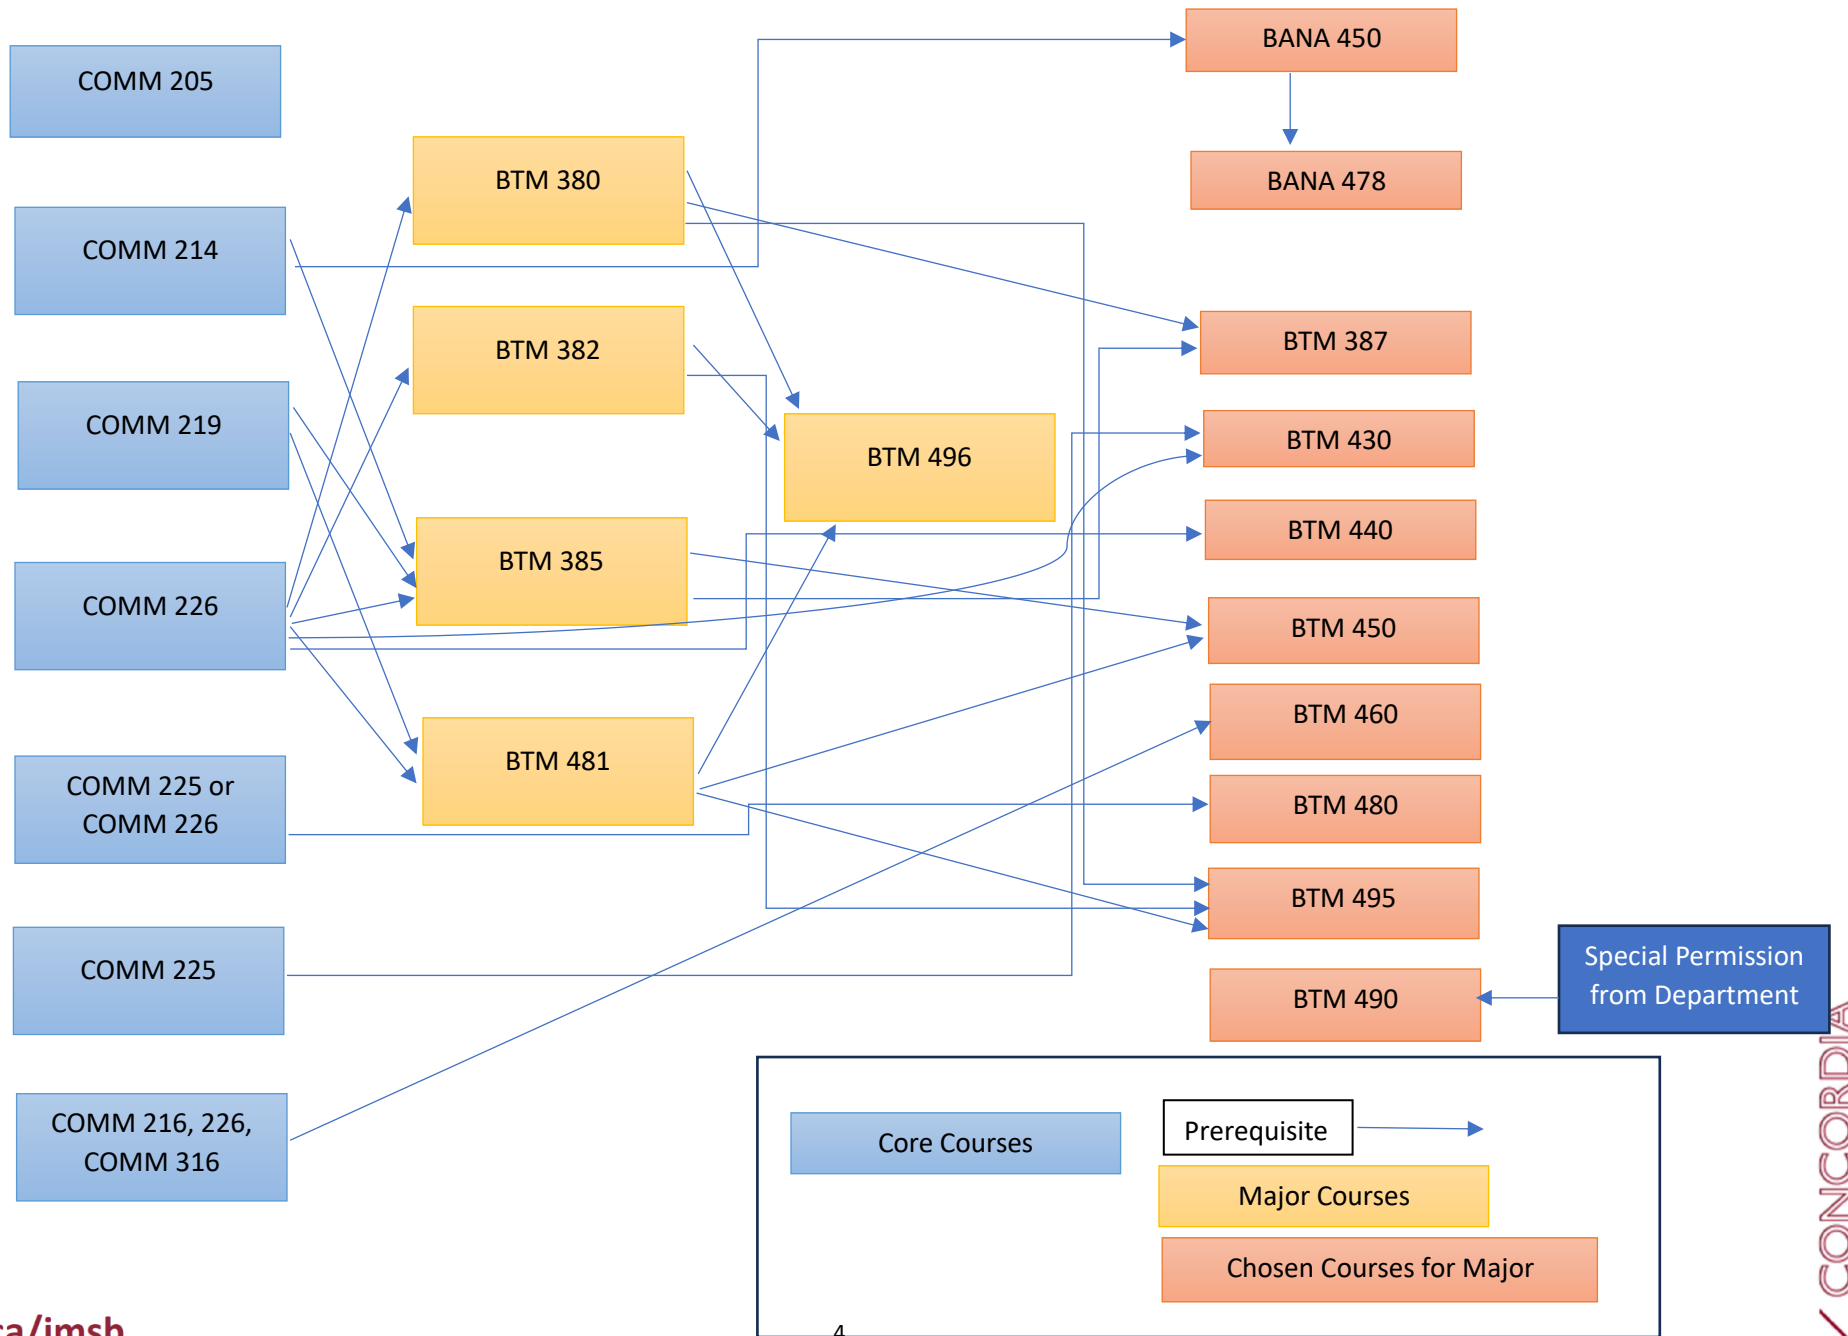 COMM 205
COMM 214
COMM 219
COMM 226
COMM 225 or
COMM 226
COMM 225
COMM 216, 226,
COMM 316
BTM 380
BTM 382
BTM 385
BTM 481
BTM 496
BANA 450
BANA 478
BTM 387
BTM 430
BTM 440
BTM 450
BTM 460
BTM 480
BTM 495
BTM 490
Special Permission
from Department
Core Courses
Prerequisite
Major Courses
Chosen Courses for Major
CONCORDIA
ca/jmsb
4